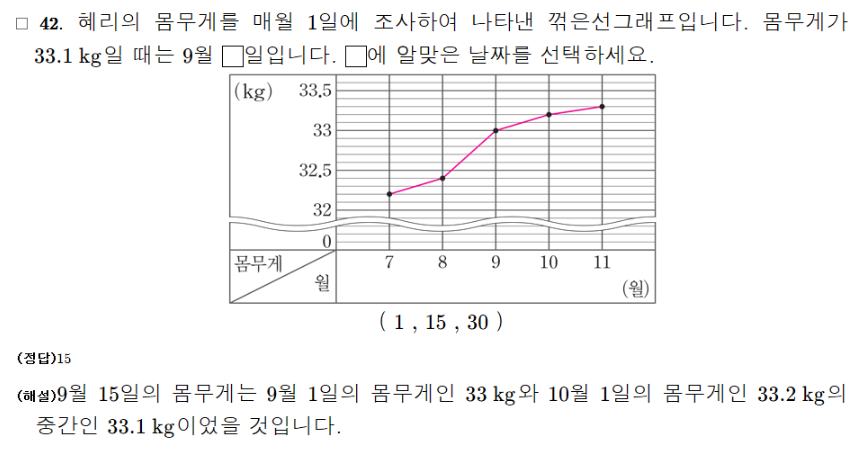 □ 42. 혜리의 몸무게를 매월 1일에 조사하여 나타낸 꺾은선그래프입니다. 몸무게가
33.1 kg일 때는 9월 □일입니다. □에 알맞은 날짜를 선택하세요.
(kg) 33.5
33
32.5
32
0
몸무게 7 8 9 10 11
월 (월)
( 1 , 15 , 30 )
(정답)15
(해설)9월 15일의 몸무게는 9월 1일의 몸무게인 33 kg와 10월 1일의 몸무게인 33.2 kg의
중간인 33.1 kg이었을 것입니다.